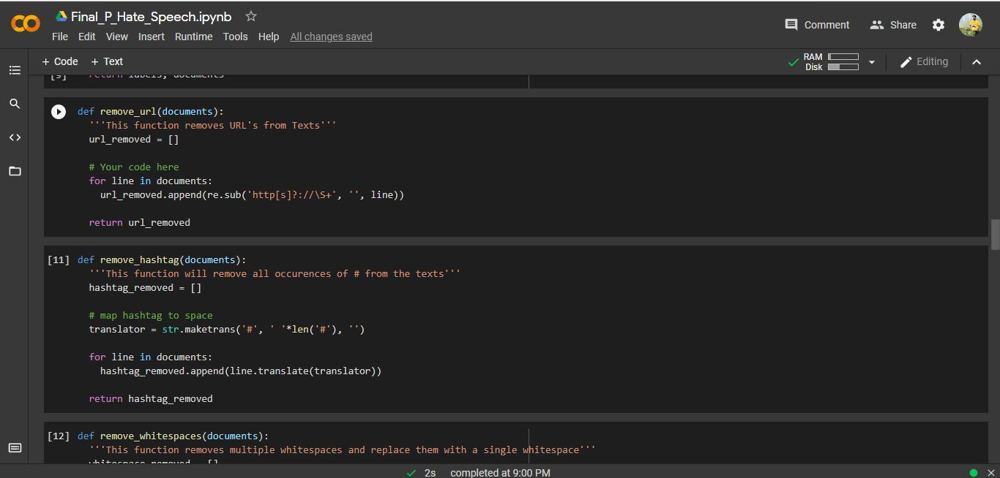 Final_P_Hate_Speech.ipynb
File Edit View Insert Runtime Tools Help All changes saved
Comment Share
+ Code + Text
RAM
Disk
Editing
[9] return labels, documents
def remove_url(documents):
'''This function removes URL's from Texts'''
url_removed = []
# Your code here
for line in documents:
url_removed.append(re.sub('http[s]?://\S+', '', line))
return url_removed
[11] def remove_hashtag(documents):
'''This function will remove all occurences of # from the texts'''
hashtag_removed = []
# map hashtag to space
translator = str.maketrans('#', ' '*len('#'), '')
for line in documents:
hashtag_removed.append(line.translate(translator))
return hashtag_removed
[12] def remove_whitespaces(documents):
'''This function removes multiple whitespaces and replace them with a single whitespace'''
whitespace_removed = []
2s completed at 9:00 PM